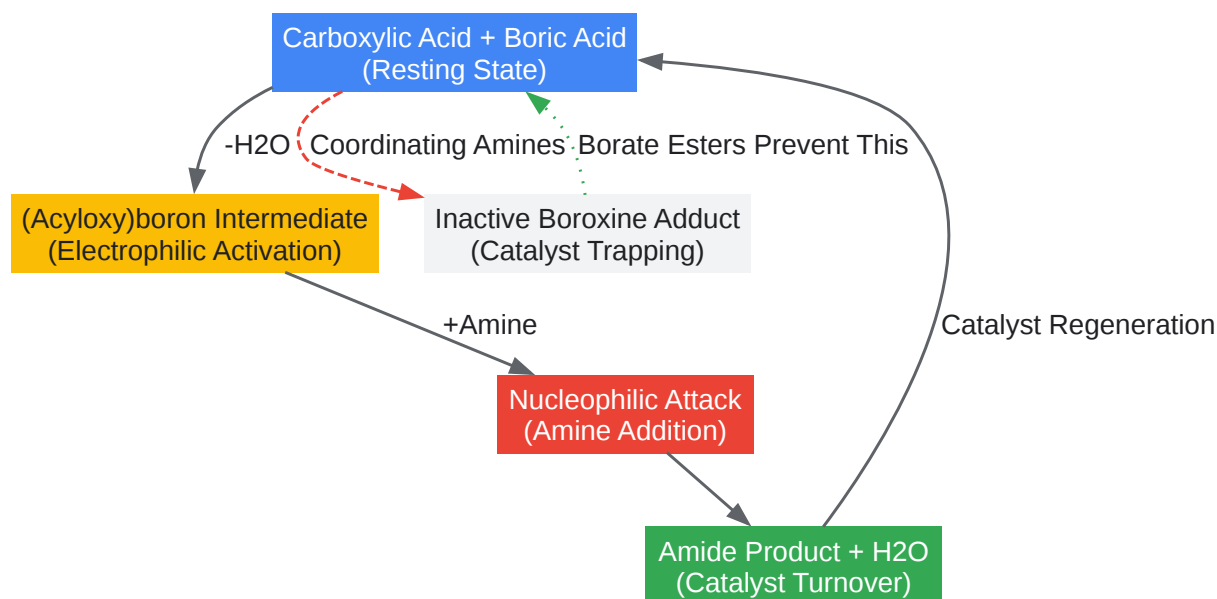 Carboxylic Acid + Boric Acid
(Resting State)
-H2O
Coordinating Amines
Borate Esters Prevent This
(Acyloxy)boron Intermediate
(Electrophilic Activation)
Inactive Boroxine Adduct
(Catalyst Trapping)
+Amine
Catalyst Regeneration
Nucleophilic Attack
(Amine Addition)
Amide Product + H2O
(Catalyst Turnover)